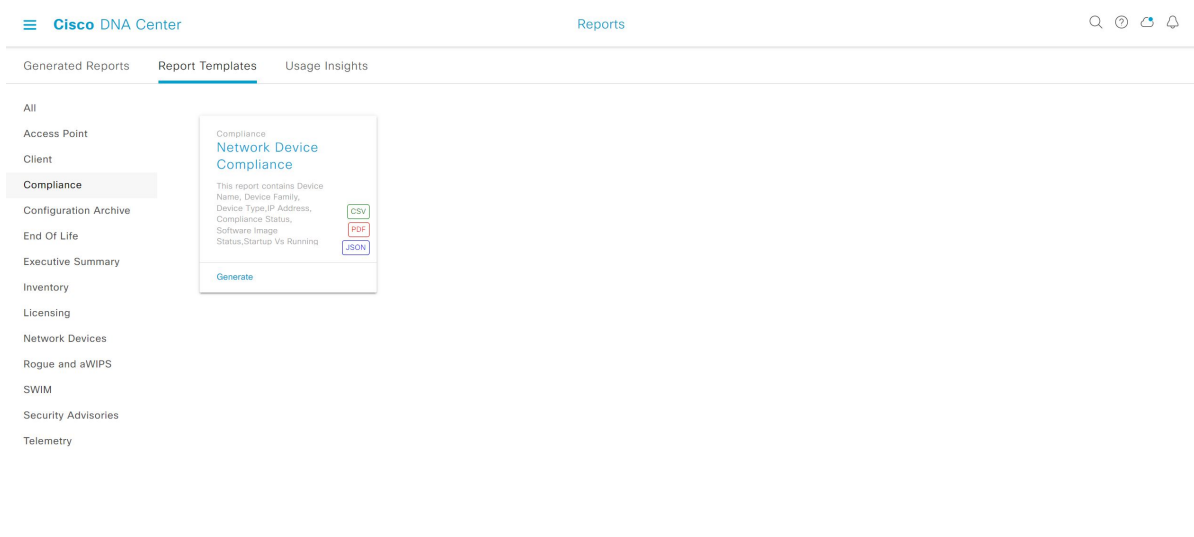 Cisco DNA Center
Reports
Generated Reports
Report Templates
Usage Insights
All
Access Point
Client
Compliance
Configuration Archive
End Of Life
Executive Summary
Inventory
Licensing
Network Devices
Rogue and aWIPS
SWIM
Security Advisories
Telemetry
Compliance
Network Device
Compliance
This report contains Device
Name, Device Family,
Device Type,IP Address,
Compliance Status,
Software Image
Status,Startup Vs Running
CSV
PDF
JSON
Generate